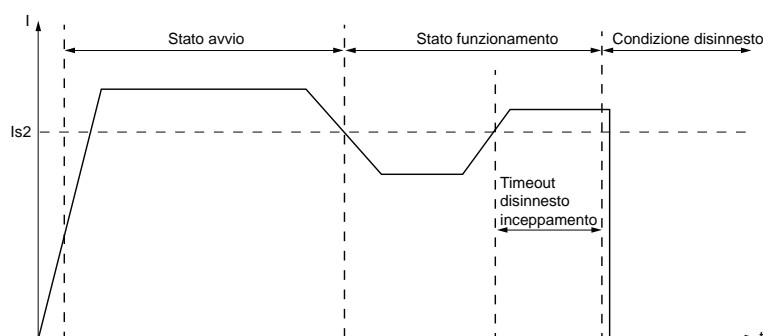 I
Stato avvio
Stato funzionamento
Condizione disinnesto
Is2
Timeout
disinnesto
inceppamento
t